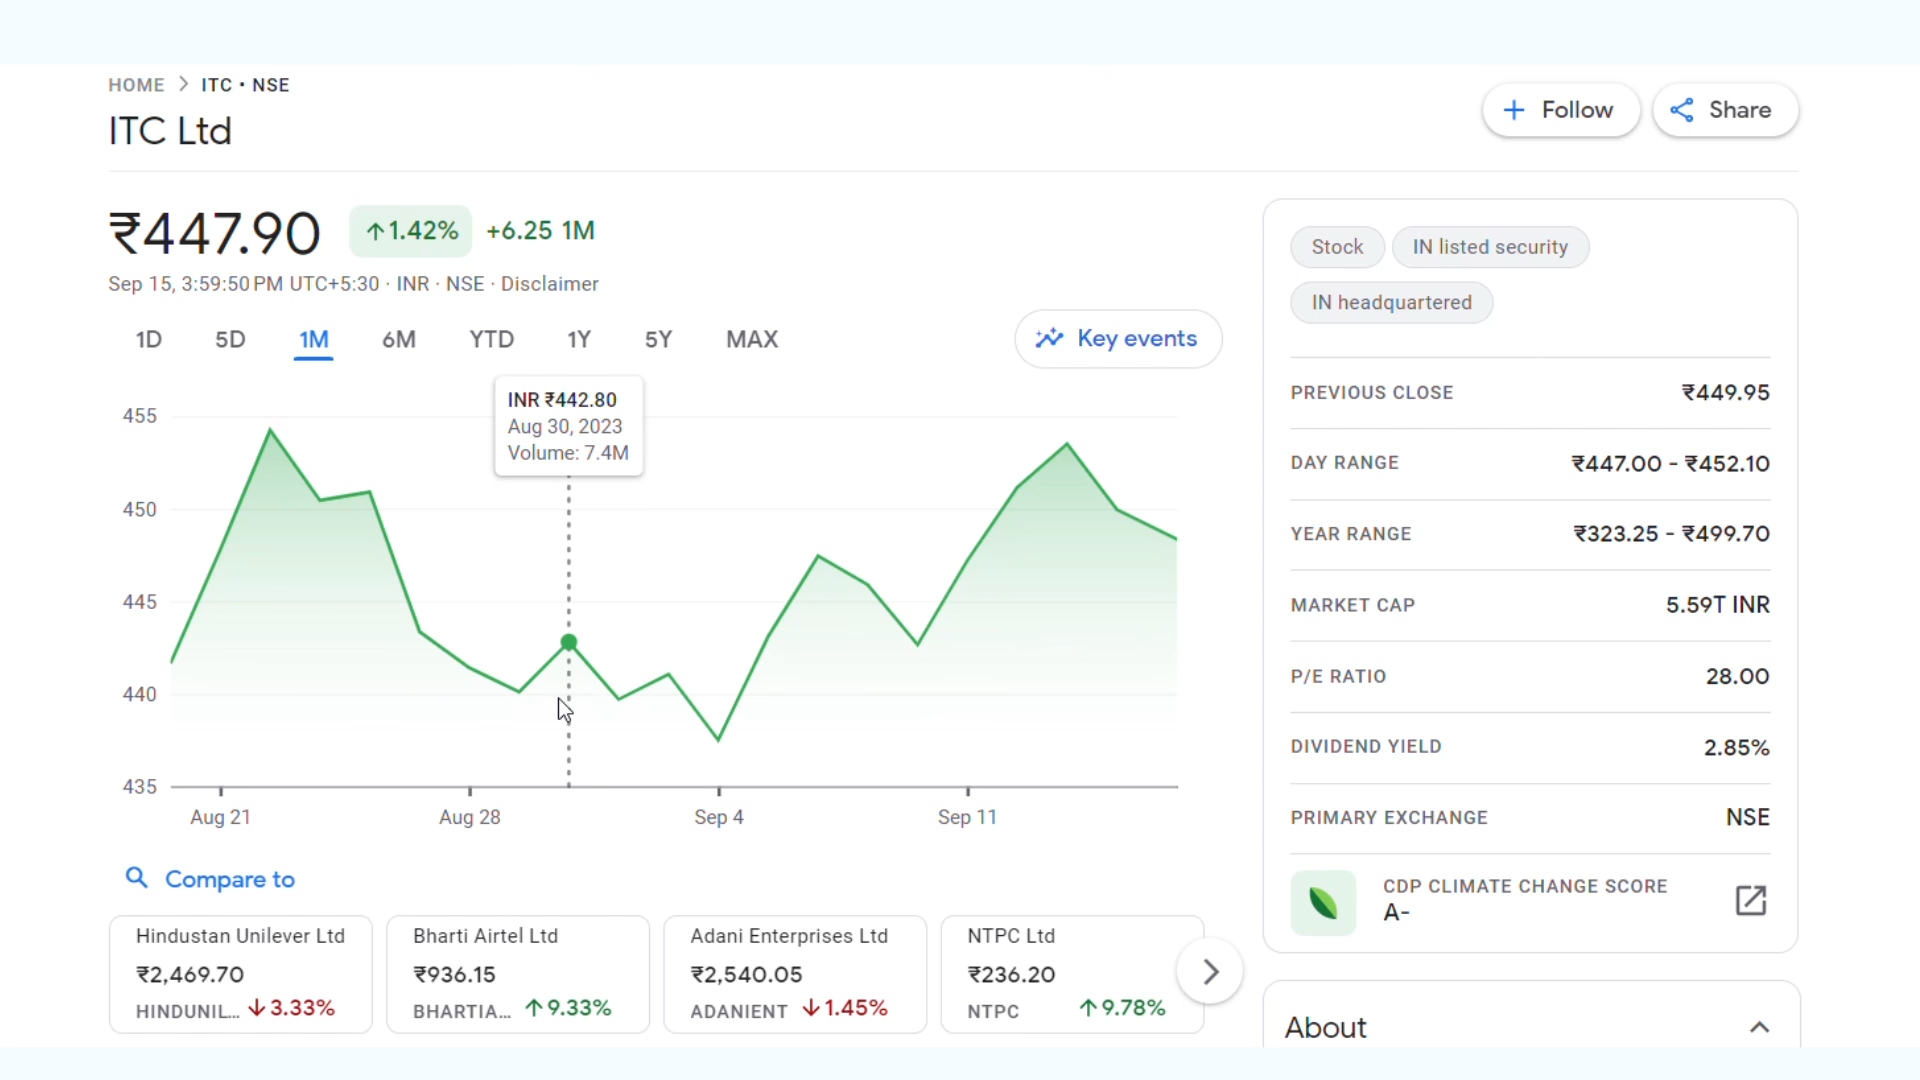 HOME > ITC • NSE
ITC Ltd
Follow
Share
₹447.90
↑1.42%
+6.25 1M
Sep 15, 3:59:50 PM UTC+5:30 · INR · NSE · Disclaimer
1D 5D 1M 6M YTD 1Y 5Y MAX
Key events
INR ₹442.80
Aug 30, 2023
Volume: 7.4M
455
450
445
440
435
Aug 21 Aug 28 Sep 4 Sep 11
Compare to
Hindustan Unilever Ltd
₹2,469.70
HINDUNIL... ↓3.33%
Bharti Airtel Ltd
₹936.15
BHARTIA... ↑9.33%
Adani Enterprises Ltd
₹2,540.05
ADANIENT ↓1.45%
NTPC Ltd
₹236.20
NTPC ↑9.78%
Stock
IN listed security
IN headquartered
PREVIOUS CLOSE ₹449.95
DAY RANGE ₹447.00 - ₹452.10
YEAR RANGE ₹323.25 - ₹499.70
MARKET CAP 5.59T INR
P/E RATIO 28.00
DIVIDEND YIELD 2.85%
PRIMARY EXCHANGE NSE
CDP CLIMATE CHANGE SCORE
A-
About